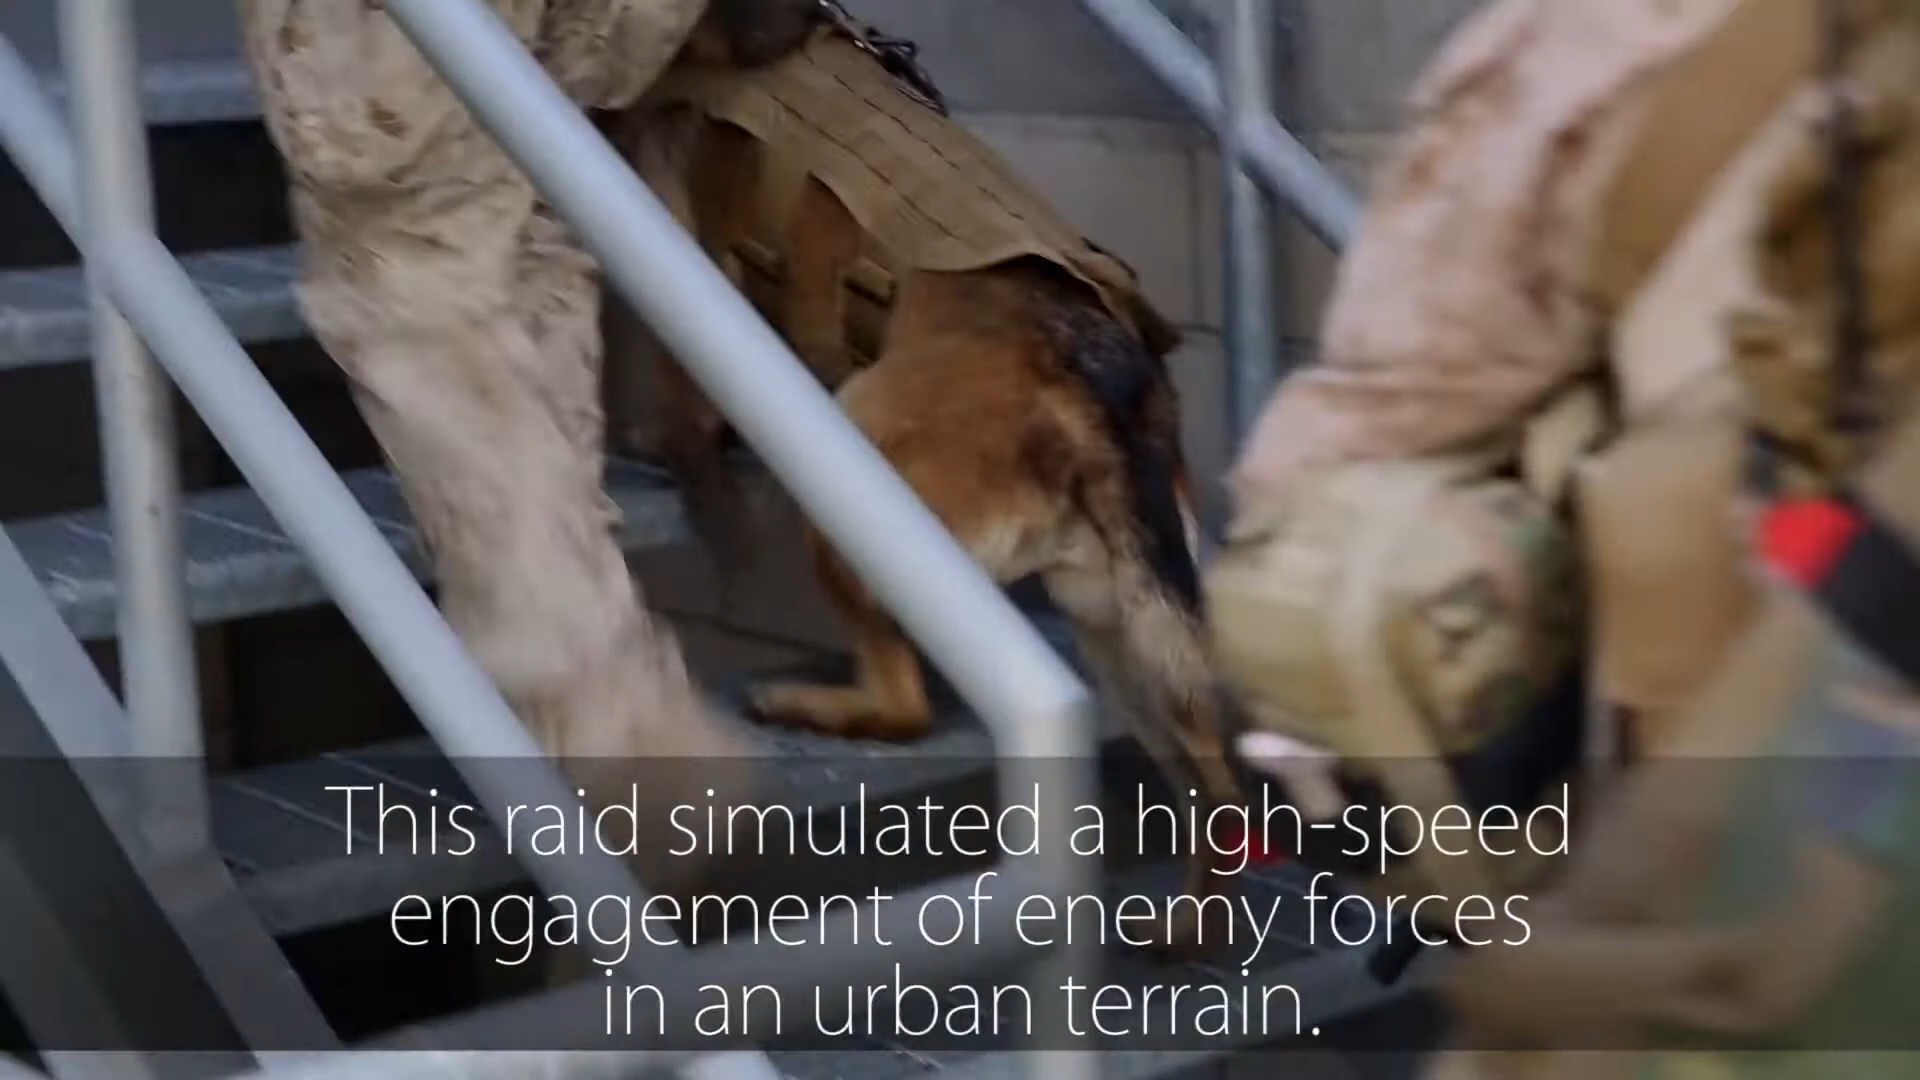 This raid simulated a high-speed
engagement of enemy forces
in an urban terrain.